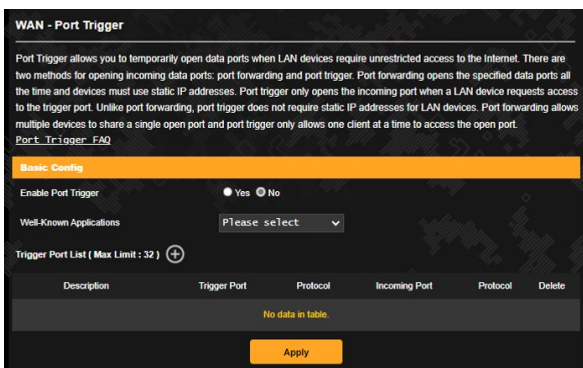 WAN - Port Trigger
Port Trigger allows you to temporarily open data ports when LAN devices require unrestricted access to the Internet. There are
two methods for opening incoming data ports: port forwarding and port trigger. Port forwarding opens the specified data ports all
the time and devices must use static IP addresses. Port trigger only opens the incoming port when a LAN device requests access
to the trigger port. Unlike port forwarding, port trigger does not require static IP addresses for LAN devices. Port forwarding allows
multiple devices to share a single open port and port trigger only allows one client at a time to access the open port.
Port Trigger FAQ
Basic Config
Enable Port Trigger Yes No
Well-Known Applications Please select
Trigger Port List ( Max Limit : 32 )
Description Trigger Port Protocol Incoming Port Protocol Delete
No data in table.
Apply